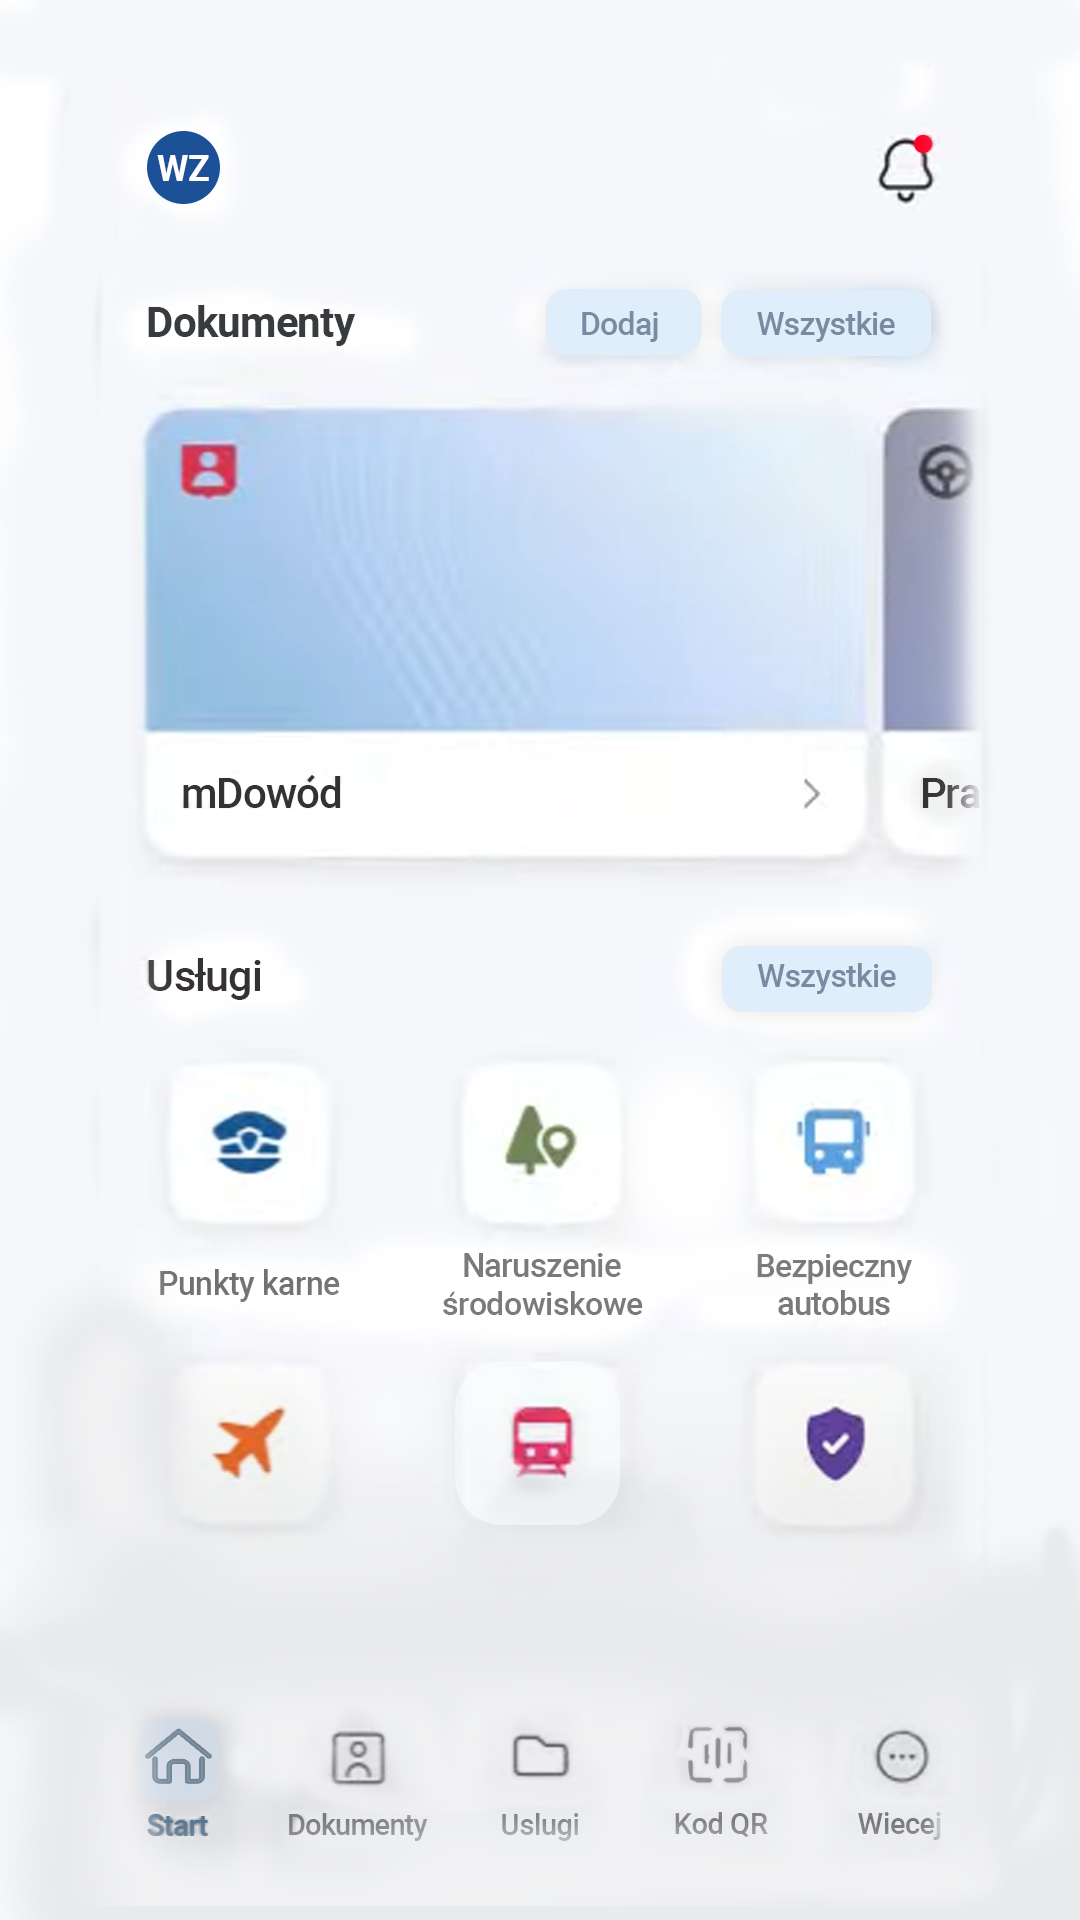 WZ
Dokumenty
Dodaj
Wszystkie
mDowód
Pra
Usługi
Wszystkie
Punkty karne
Naruszenie
środowiskowe
Bezpieczny
autobus
Start
Dokumenty
Uslugi
Kod QR
Wiecej